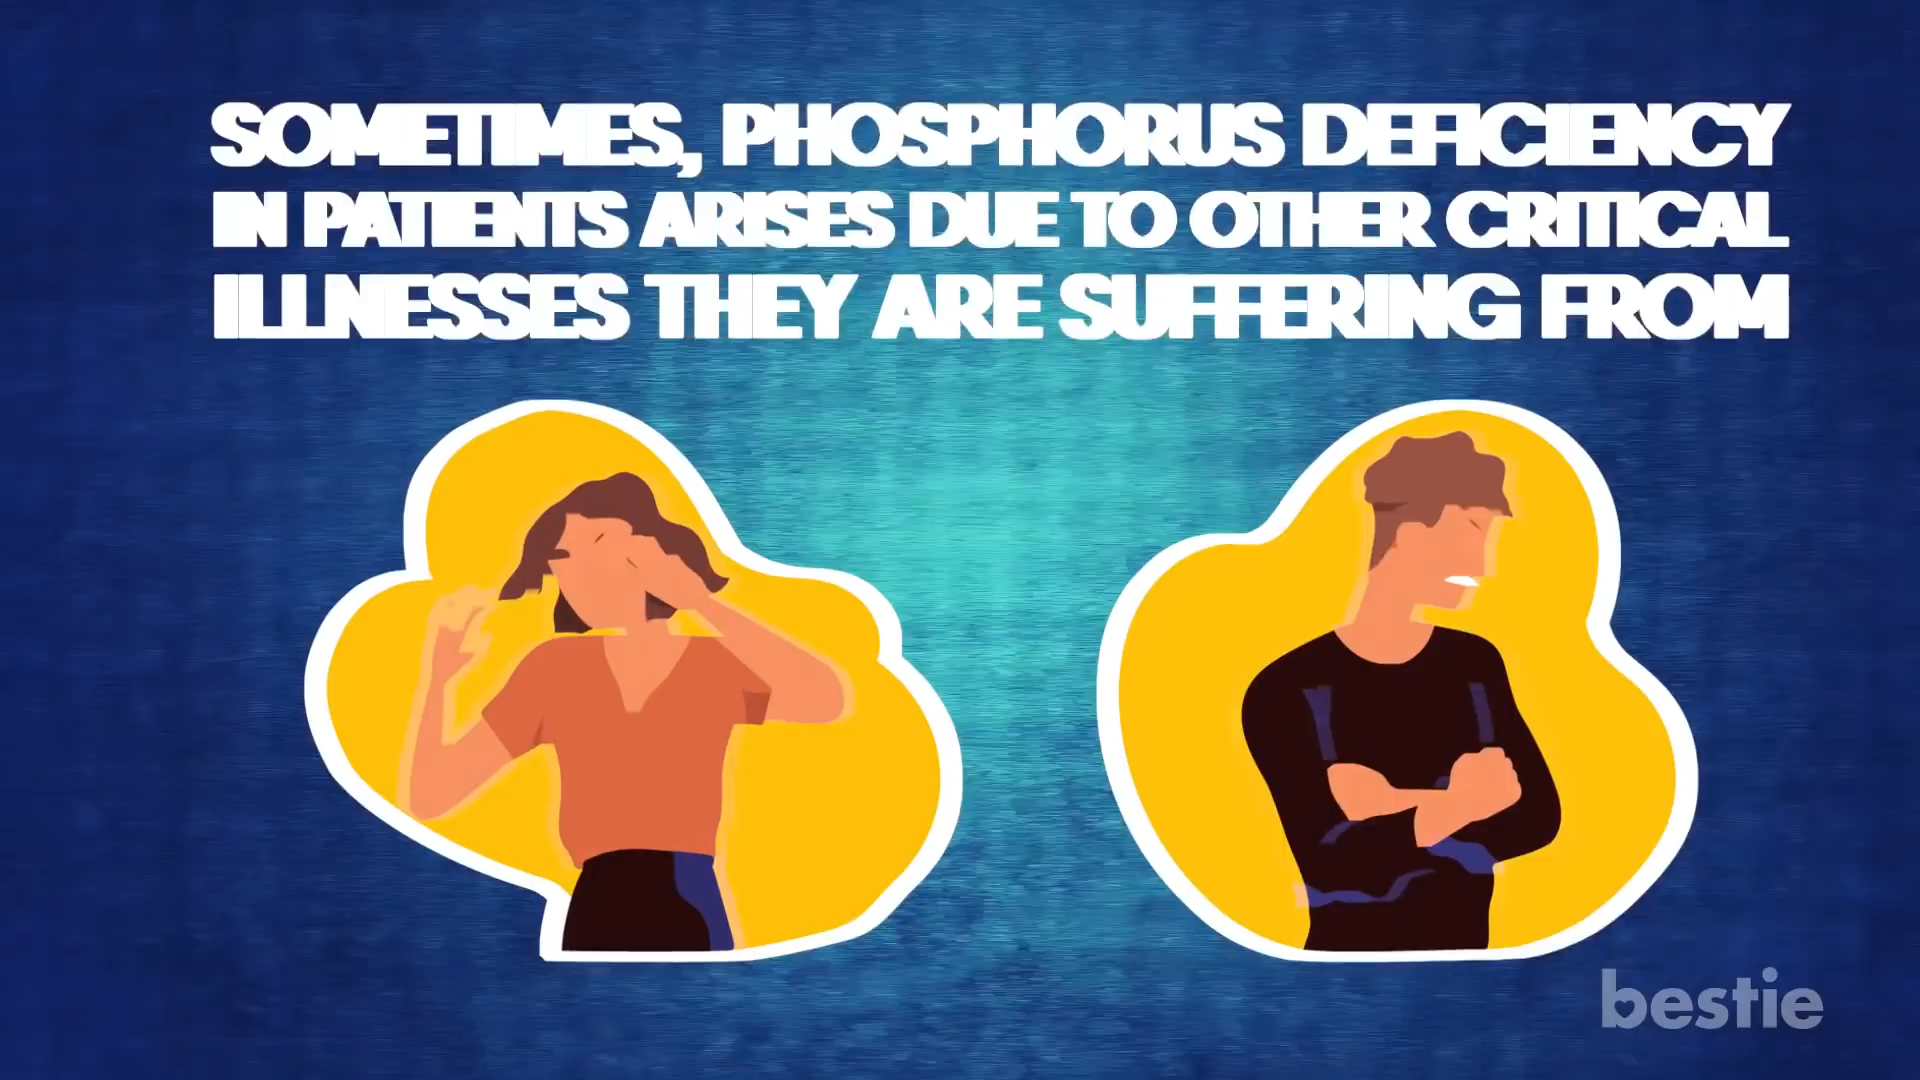 SOMETIMES, PHOSPHORUS DEFICIENCY
IN PATIENTS ARISES DUE TO OTHER CRITICAL
ILLNESSES THEY ARE SUFFERING FROM
bestie